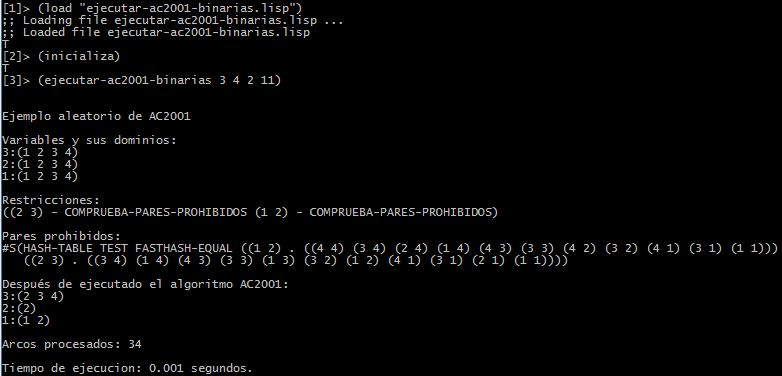 [1]> (load "ejecutar-ac2001-binarias.lisp")
;; Loading file ejecutar-ac2001-binarias.lisp ...
;; Loaded file ejecutar-ac2001-binarias.lisp
T
[2]> (inicializa)
T
[3]> (ejecutar-ac2001-binarias 3 4 2 11)
Ejemplo aleatorio de AC2001
Variables y sus dominios:
3:(1 2 3 4)
2:(1 2 3 4)
1:(1 2 3 4)
Restricciones:
((2 3) - COMPRUEBA-PARES-PROHIBIDOS (1 2) - COMPRUEBA-PARES-PROHIBIDOS)
Pares prohibidos:
#S(HASH-TABLE TEST FASTHASH-EQUAL ((1 2) . ((4 4) (3 4) (2 4) (1 4) (4 3) (3 3) (4 2) (3 2) (4 1) (3 1) (1 1)))
((2 3) . ((3 4) (1 4) (4 3) (3 3) (1 3) (3 2) (1 2) (4 1) (3 1) (2 1) (1 1))))
Después de ejecutado el algoritmo AC2001:
3:(2 3 4)
2:(2)
1:(1 2)
Arcos procesados: 34
Tiempo de ejecucion: 0.001 segundos.